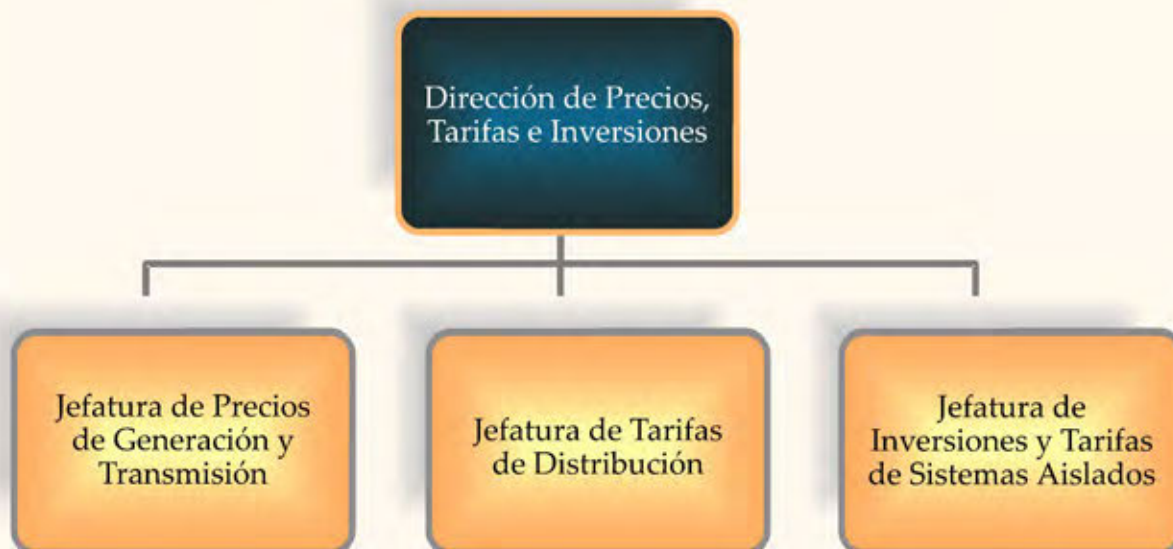 Dirección de Precios,
Tarifas e Inversiones
Jefatura de Precios
de Generación y
Transmisión
Jefatura de Tarifas
de Distribución
Jefatura de
Inversiones y Tarifas
de Sistemas Aislados